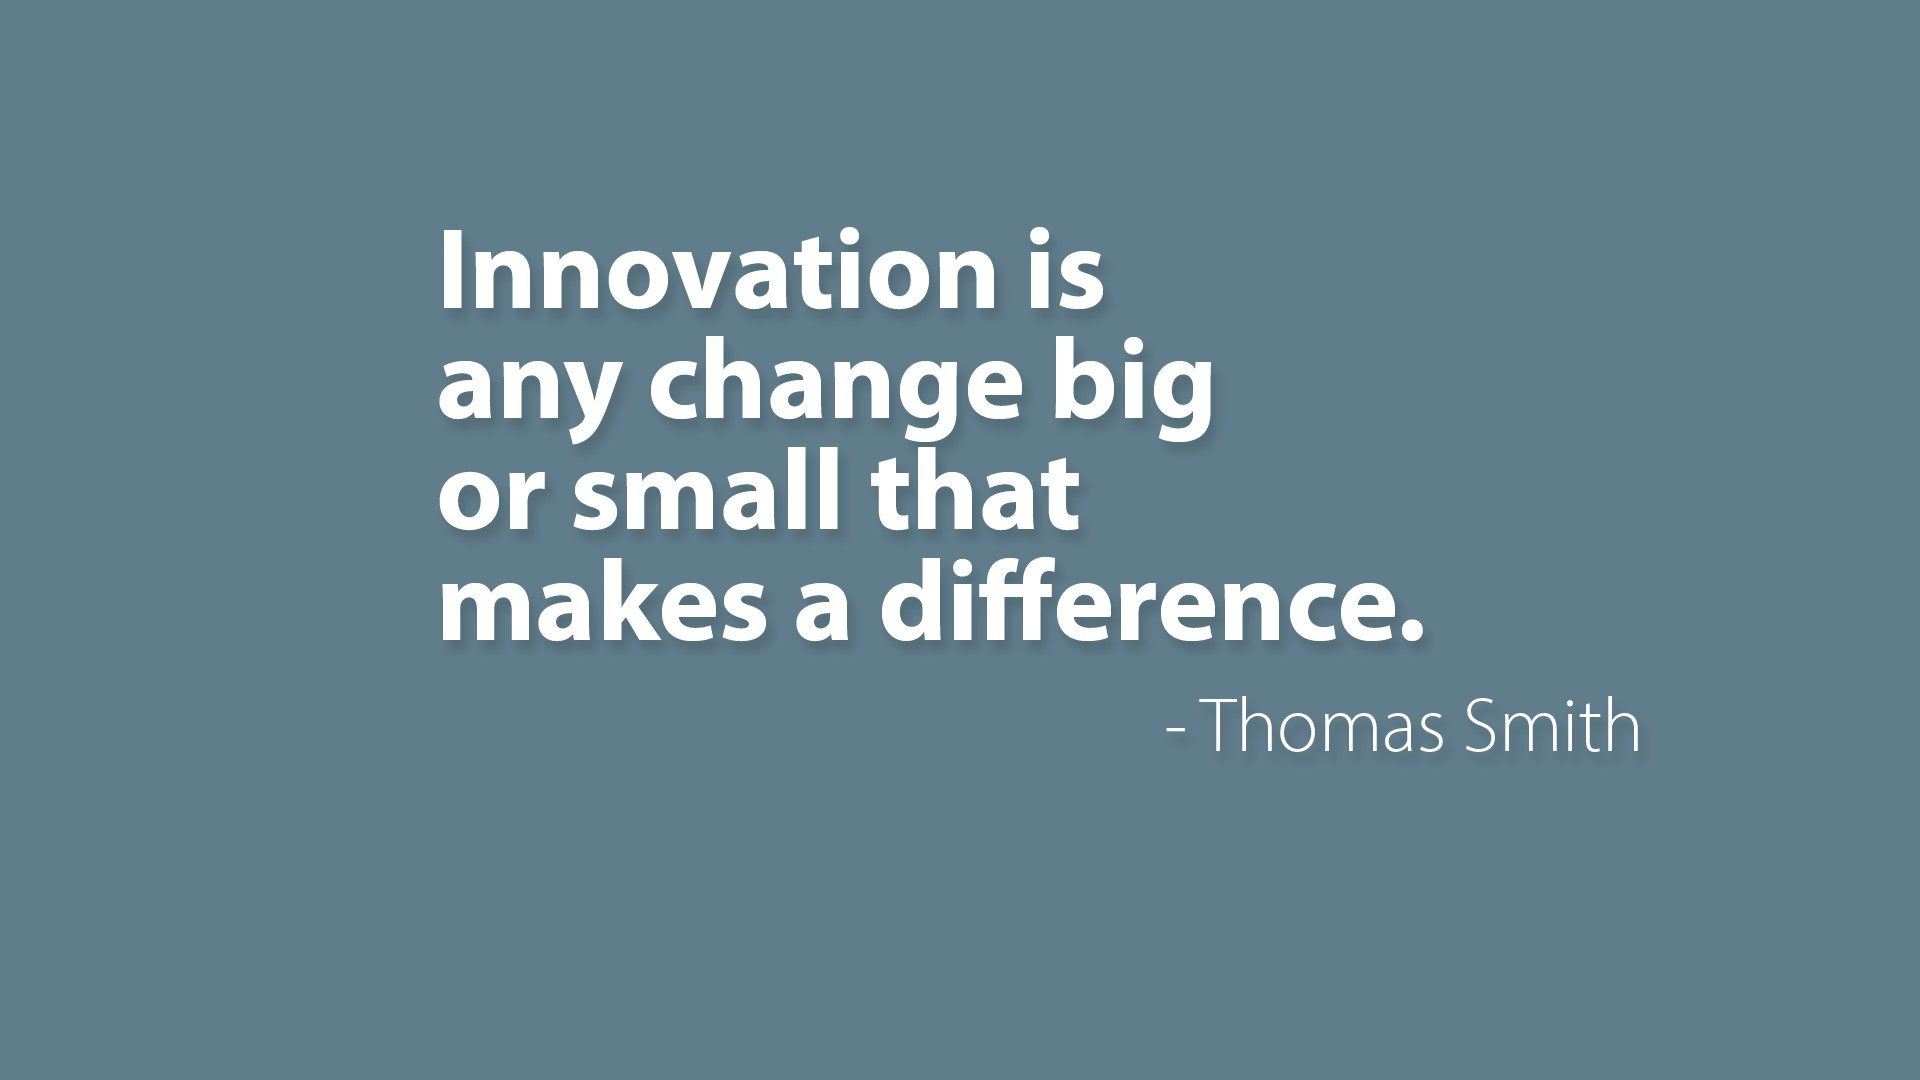 Innovation is
any change big
or small that
makes a difference.
- Thomas Smith